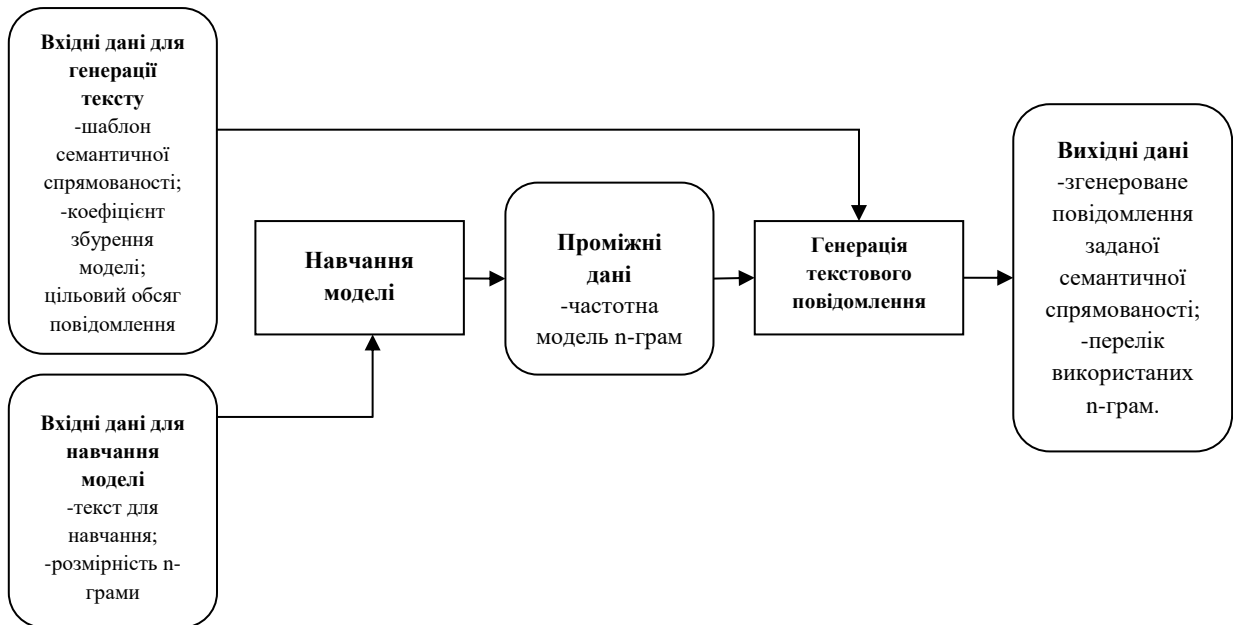 Вхідні дані для
генерації
тексту
-шаблон
семантичної
спрямованості;
-коефіцієнт
збурення
моделі;
цільовий обсяг
повідомлення
Вхідні дані для
навчання
моделі
-текст для
навчання;
-розмірність n-
грами
Навчання
моделі
Проміжні
дані
-частотна
модель n-грам
Генерація
текстового
повідомлення
Вихідні дані
-згенероване
повідомлення
заданої
семантичної
спрямованості;
-перелік
використаних
n-грам.